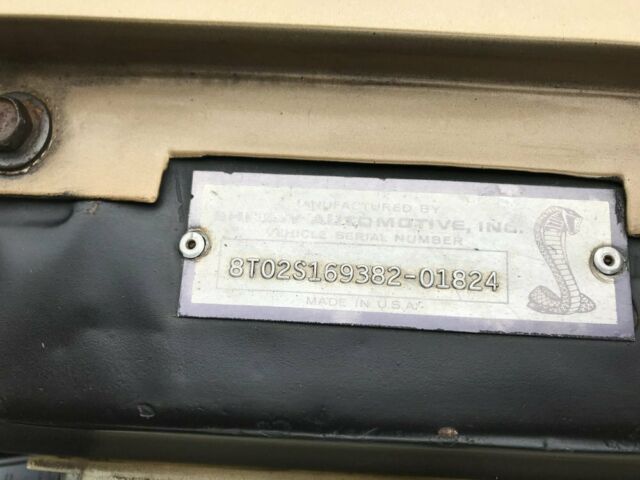 MANUFACTURED BY
SHELBY AUTOMOTIVE, INC.
VEHICLE SERIAL NUMBER
8T02S169382-01824
MADE IN U.S.A.